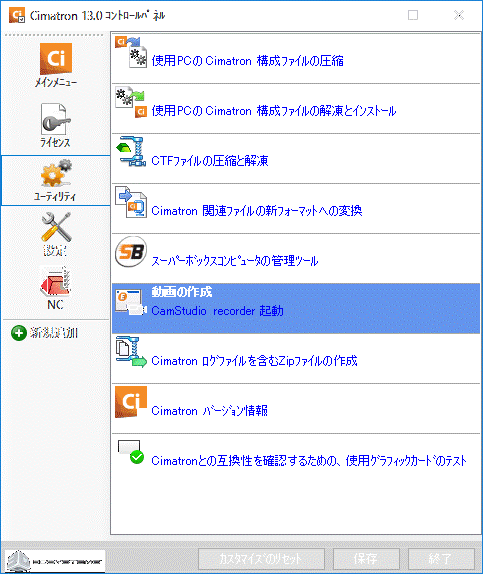 Cimatron 13.0 ｺﾝﾄﾛｰﾙﾊﾟﾈﾙ
Ci
ﾒｲﾝﾒﾆｭｰ
ﾗｲｾﾝｽ
ﾕｰﾃｨﾘﾃｨ
設定
NC
新規追加
使用PCの Cimatron 構成ﾌｧｲﾙの圧縮
使用PCの Cimatron 構成ﾌｧｲﾙの解凍とｲﾝｽﾄｰﾙ
CTFﾌｧｲﾙの圧縮と解凍
Cimatron 関連ﾌｧｲﾙの新ﾌｫｰﾏｯﾄへの変換
SB
ｽｰﾊﾟｰﾎﾞｯｸｽｺﾝﾋﾟｭｰﾀの管理ﾂｰﾙ
動画の作成
CamStudio recorder 起動
Cimatron ﾛｸﾞﾌｧｲﾙを含むZipﾌｧｲﾙの作成
Ci
Cimatron ﾊﾞｰｼﾞｮﾝ情報
Cimatronとの互換性を確認するための、使用ｸﾞﾗﾌｨｯｸｶｰﾄﾞのﾃｽﾄ
ｶｽﾀﾏｲｽﾞのﾘｾｯﾄ
保存
終了